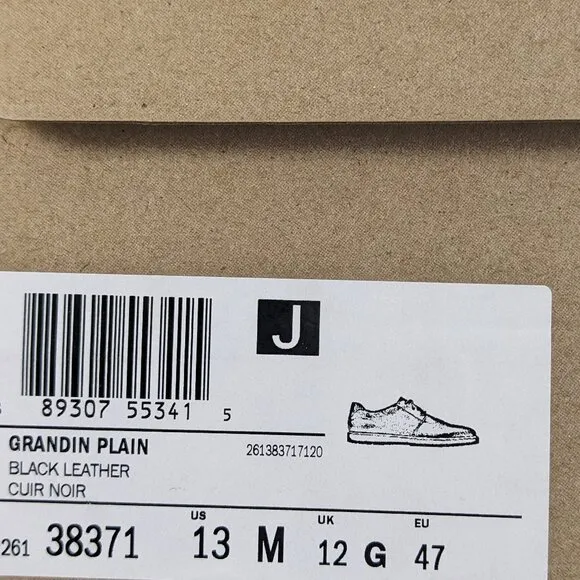 J
89307 55341 5
GRANDIN PLAIN 261383717120
BLACK LEATHER
CUIR NOIR
US UK EU
261 38371 13 M 12 G 47